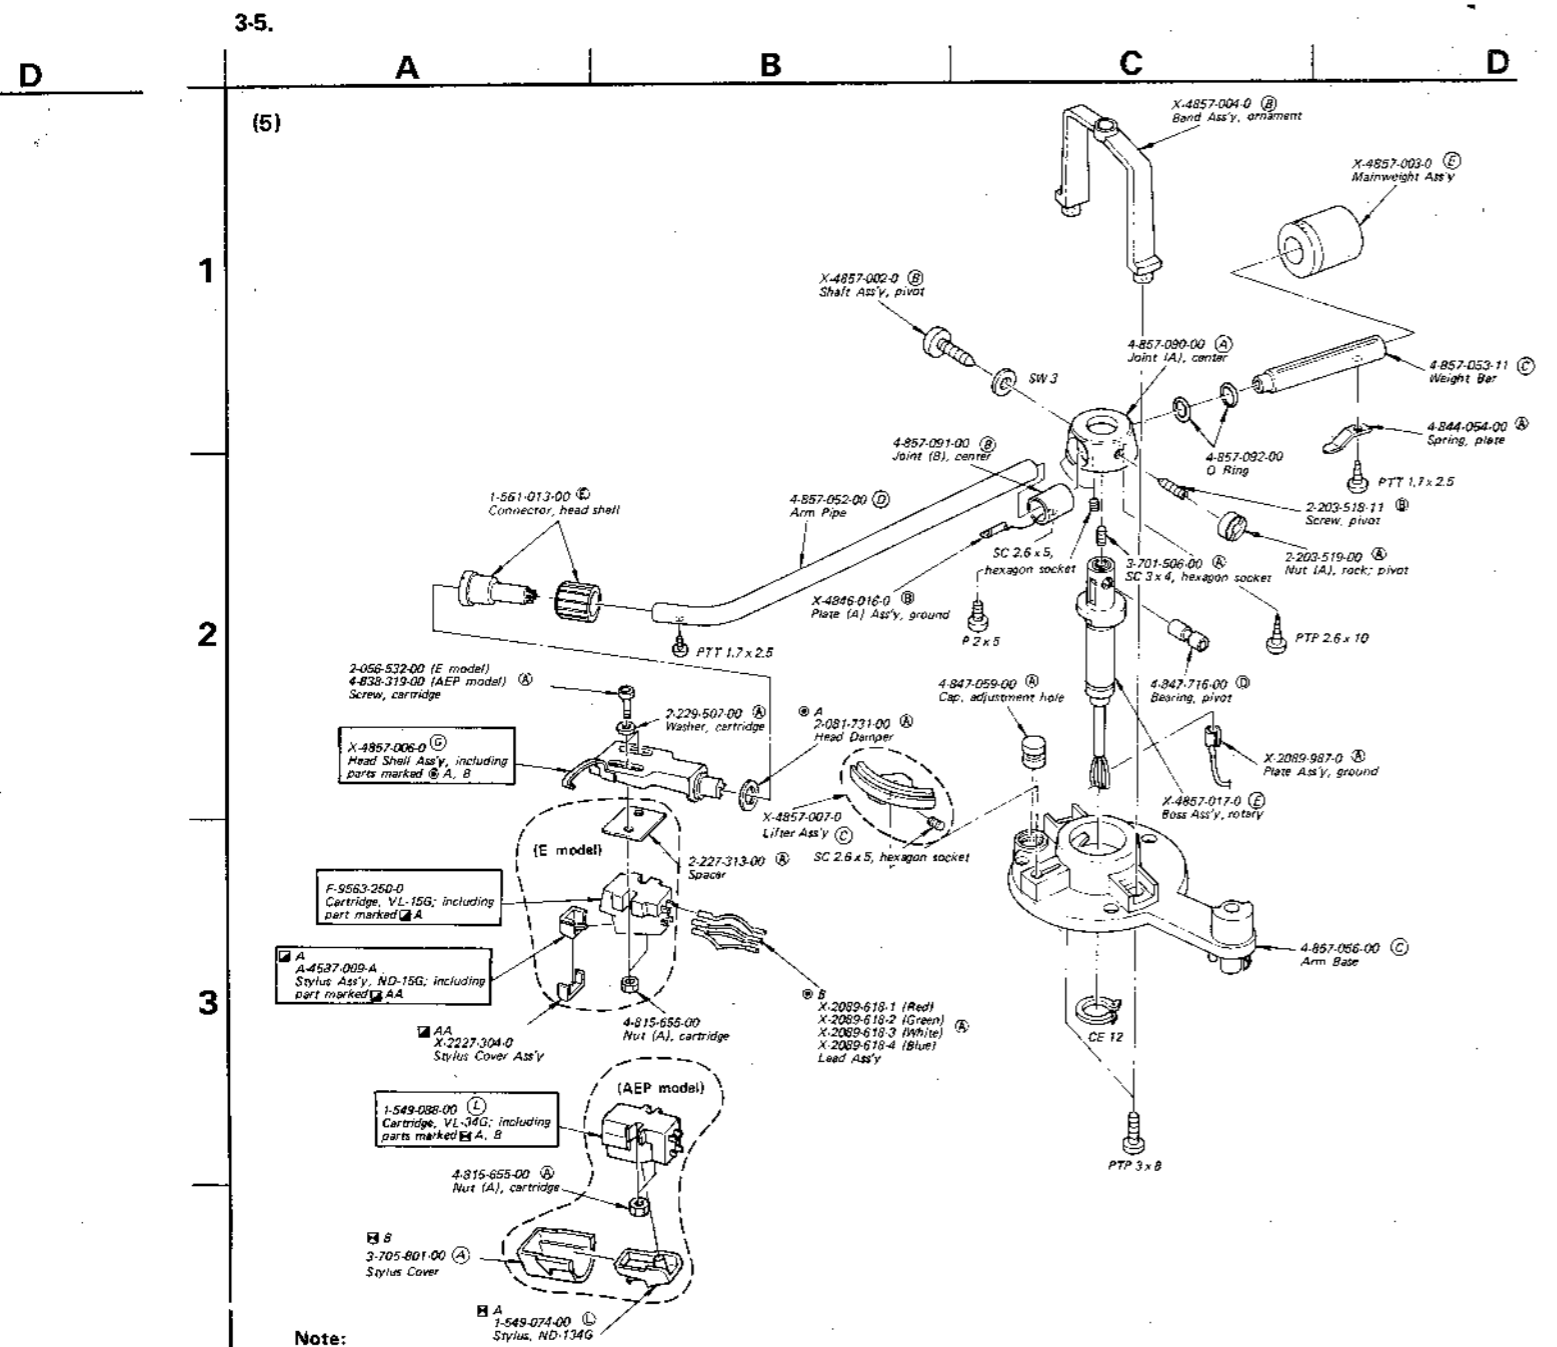 3-5.
D
A
B
C
D
(5)
1
2
3
X-4857-004-0 Ⓑ
Band Ass'y, ornament
X-4857-003-0 Ⓔ
Mainweight Ass'y
X-4857-002-0 Ⓑ
Shaft Ass'y, pivot
SW 3
4-857-090-00 Ⓐ
Joint (A), center
4-857-053-11 Ⓒ
Weight Bar
4-844-054-00 Ⓐ
Spring, plate
4-857-092-00
O Ring
PTT 1.7 x 2.5
4-857-091-00 Ⓑ
Joint (B), center
1-561-013-00 Ⓔ
Connector, head shell
4-857-052-00 Ⓓ
Arm Pipe
2-203-518-11 Ⓑ
Screw, pivot
SC 2.6 x 5,
hexagon socket
3-701-506-00 Ⓐ
SC 3 x 4, hexagon socket
2-203-519-00 Ⓐ
Nut (A), rock; pivot
X-4846-016-0 Ⓑ
Plate (A) Ass'y, ground
P 2 x 5
PTP 2.6 x 10
PTT 1.7 x 2.5
2-056-532-00 (E model)
4-838-319-00 (AEP model) Ⓐ
Screw, cartridge
4-847-059-00 Ⓐ
Cap, adjustment hole
4-847-716-00 Ⓓ
Bearing, pivot
2-229-507-00 Ⓐ
Washer, cartridge
◉ A
2-081-731-00 Ⓐ
Head Damper
X-4857-006-0 Ⓖ
Head Shell Ass'y, including
parts marked ◉ A, B
X-2089-987-0 Ⓐ
Plate Ass'y, ground
X-4857-017-0 Ⓔ
Boss Ass'y, rotary
X-4857-007-0
Lifter Ass'y Ⓒ
SC 2.6 x 5, hexagon socket
(E model)
2-227-313-00 Ⓐ
Spacer
F-9563-250-0
Cartridge, VL-15G; including
part marked ◪ A
◪ A
A-4537-009-A
Stylus Ass'y, ND-15G; including
part marked ◪ AA
4-857-056-00 Ⓒ
Arm Base
◉ B
X-2089-618-1 (Red)
X-2089-618-2 (Green)
X-2089-618-3 (White) Ⓐ
X-2089-618-4 (Blue)
Lead Ass'y
4-815-655-00
Nut (A), cartridge
◪ AA
X-2227-304-0
Stylus Cover Ass'y
CE 12
(AEP model)
1-549-088-00 Ⓛ
Cartridge, VL-34G; including
parts marked ⧓ A, B
PTP 3 x 8
4-815-655-00 Ⓐ
Nut (A), cartridge
⧓ B
3-705-801-00 Ⓐ
Stylus Cover
⧓ A
1-549-074-00 Ⓛ
Stylus, ND-134G
Note: